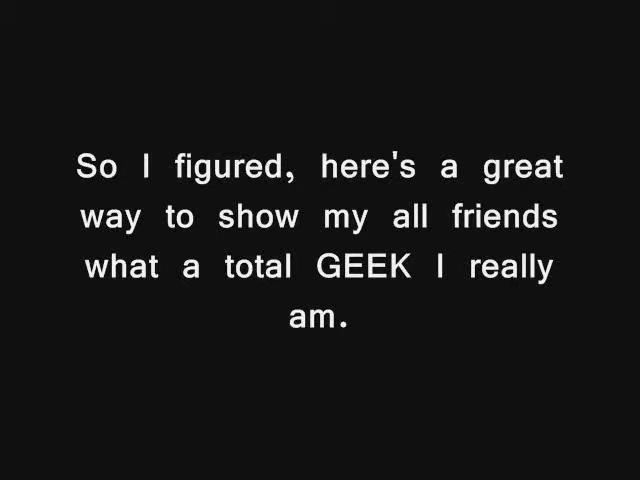 So I figured, here's a great
way to show my all friends
what a total GEEK I really
am.